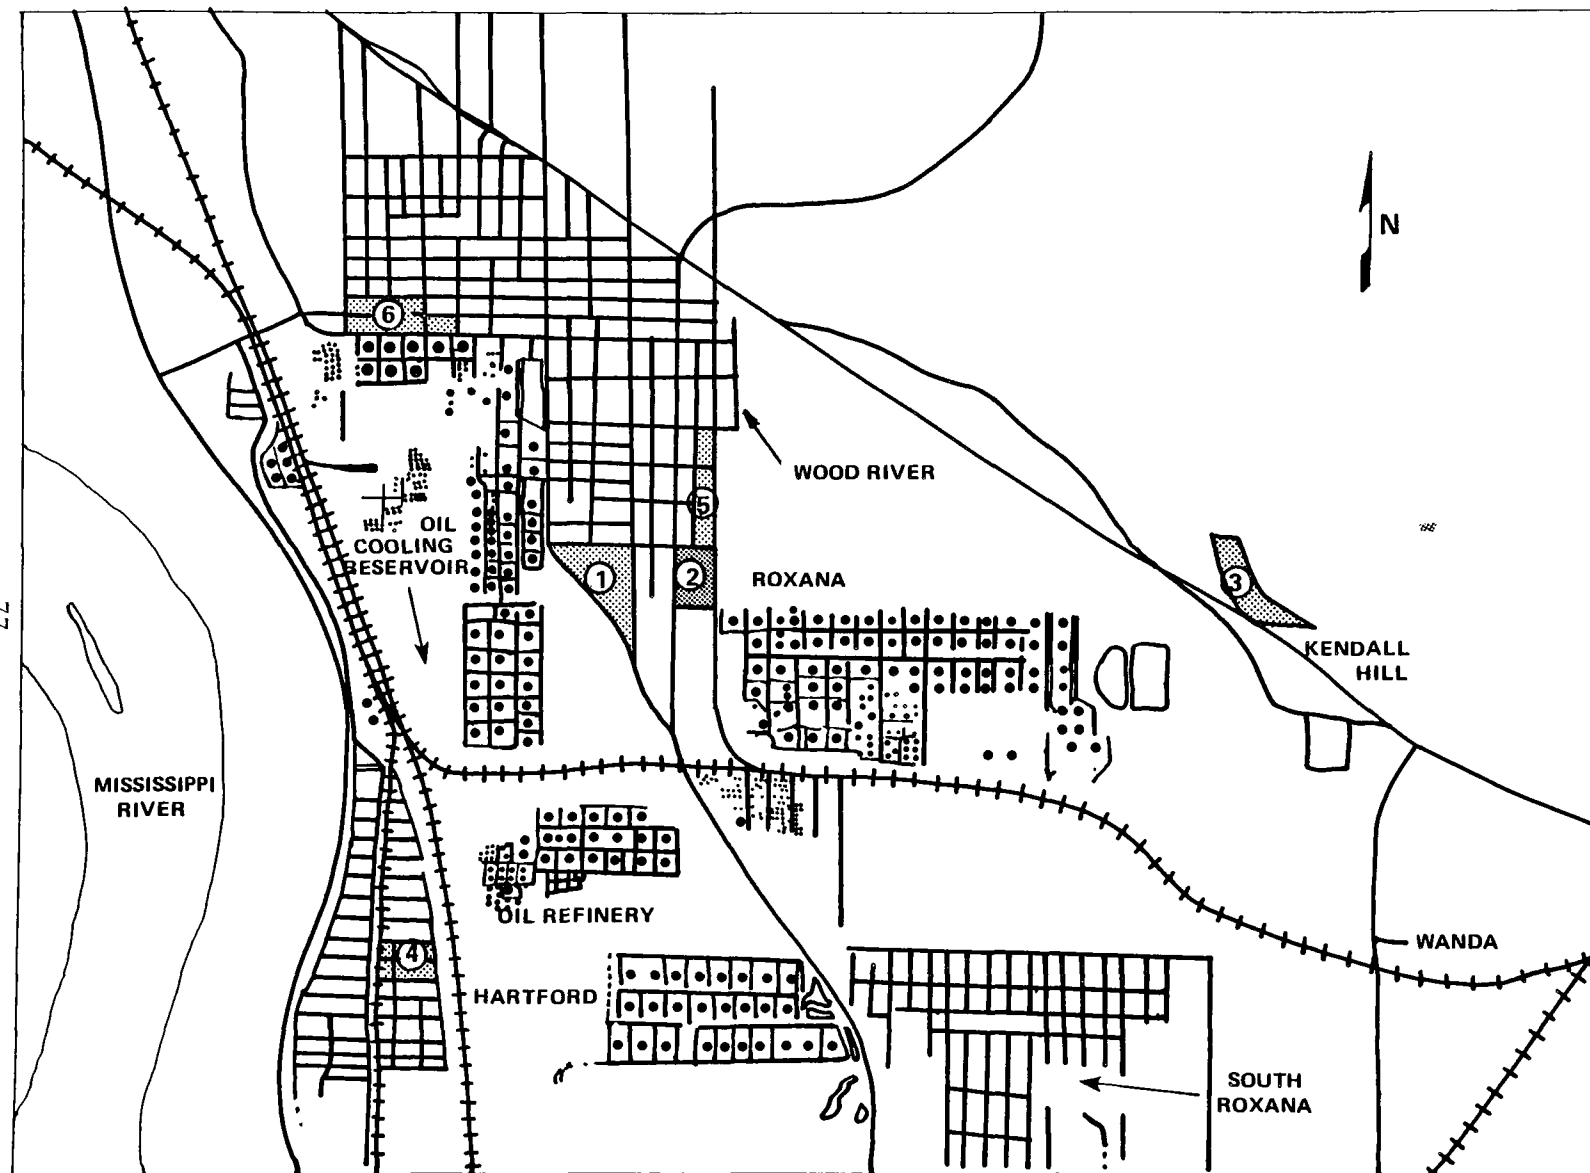 N
6
WOOD RIVER
5
OIL
COOLING
RESERVOIR
1
2
ROXANA
3
KENDALL
HILL
77
MISSISSIPPI
RIVER
OIL REFINERY
WANDA
4
HARTFORD
SOUTH
ROXANA